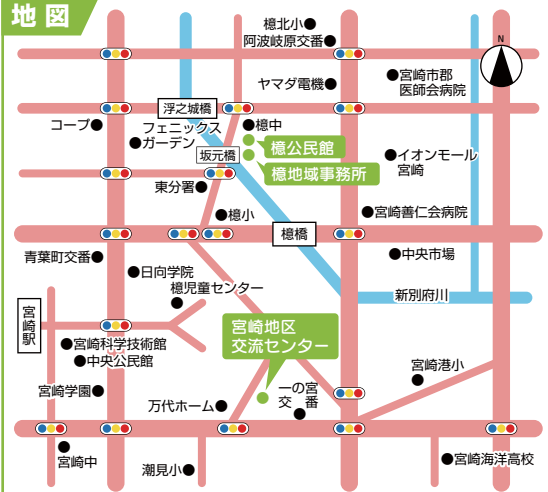 地図
檍北小
阿波岐原交番
N
ヤマダ電機
宮崎市郡
医師会病院
浮之城橋
コープ
フェニックス
ガーデン
檍中
檍公民館
坂元橋
檍地域事務所
イオンモール
宮崎
東分署
檍小
宮崎善仁会病院
檍橋
青葉町交番
中央市場
日向学院
檍児童センター
新別府川
宮崎駅
宮崎地区
交流センター
宮崎科学技術館
中央公民館
宮崎港小
宮崎学園
万代ホーム
一の宮
交番
宮崎中
潮見小
宮崎海洋高校